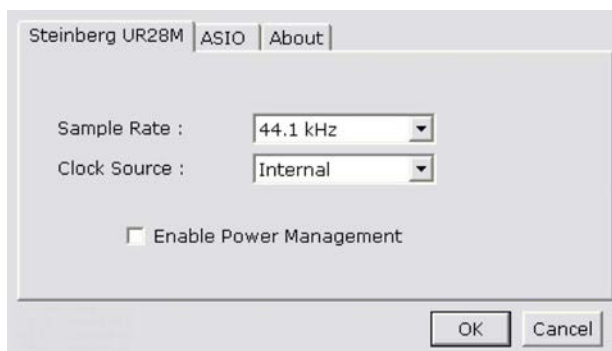 Steinberg UR28M ASIO About
Sample Rate : 44.1 kHz
Clock Source : Internal
Enable Power Management
OK Cancel